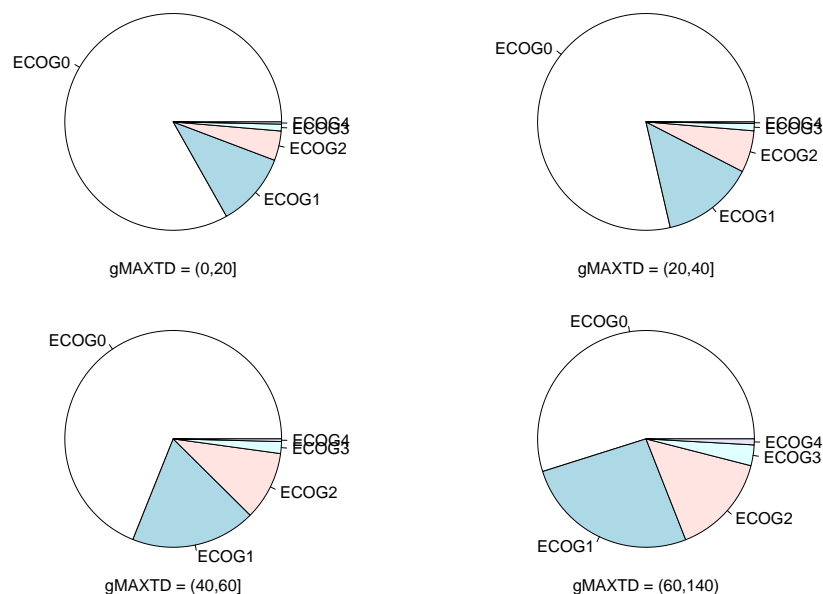 ECOG0
ECOG4
ECOG3
ECOG2
ECOG1
gMAXTD = (0,20]
ECOG0
ECOG4
ECOG3
ECOG2
ECOG1
gMAXTD = (20,40]
ECOG0
ECOG4
ECOG3
ECOG2
ECOG1
gMAXTD = (40,60]
ECOG0
ECOG4
ECOG3
ECOG2
ECOG1
gMAXTD = (60,140)